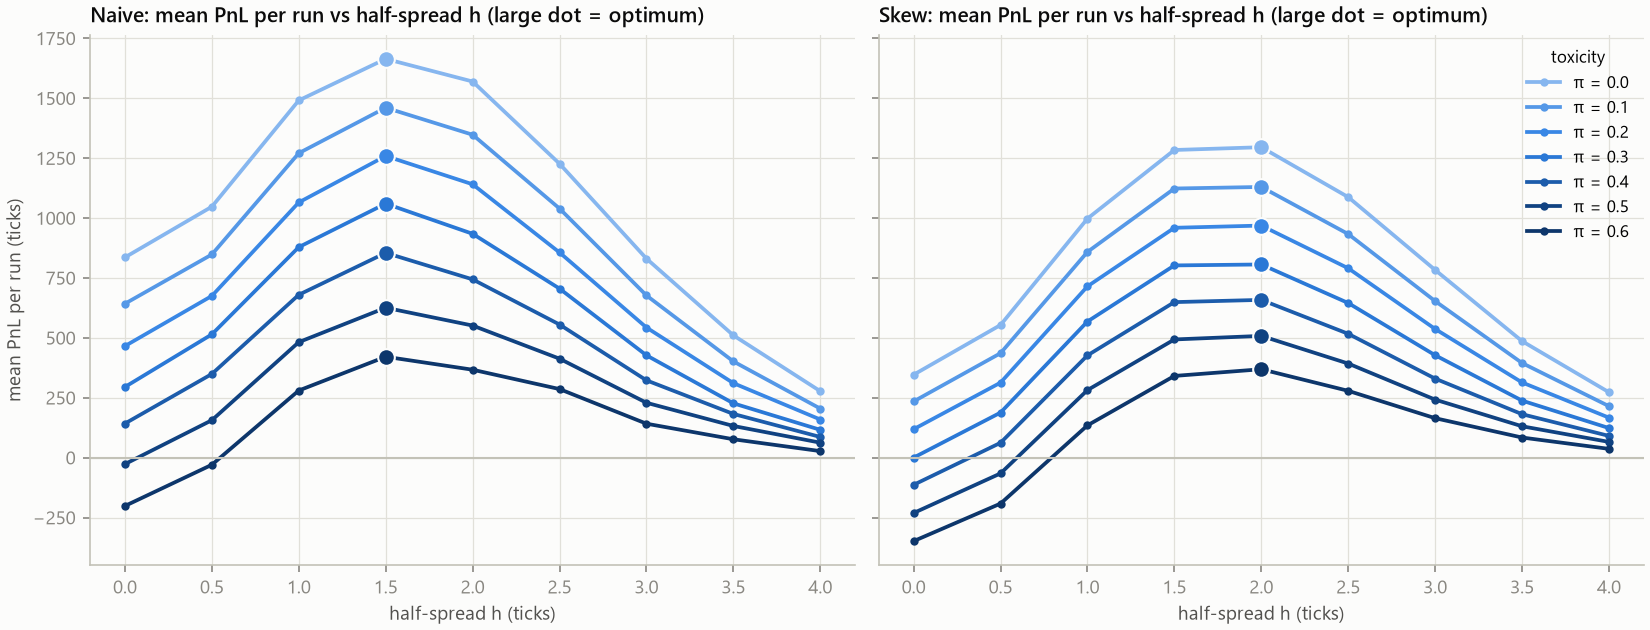 Naive: mean PnL per run vs half-spread h (large dot = optimum)
mean PnL per run (ticks)
1750
1500
1250
1000
750
500
250
0
−250
0.0 0.5 1.0 1.5 2.0 2.5 3.0 3.5 4.0
half-spread h (ticks)
Skew: mean PnL per run vs half-spread h (large dot = optimum)
toxicity
π = 0.0
π = 0.1
π = 0.2
π = 0.3
π = 0.4
π = 0.5
π = 0.6
0.0 0.5 1.0 1.5 2.0 2.5 3.0 3.5 4.0
half-spread h (ticks)